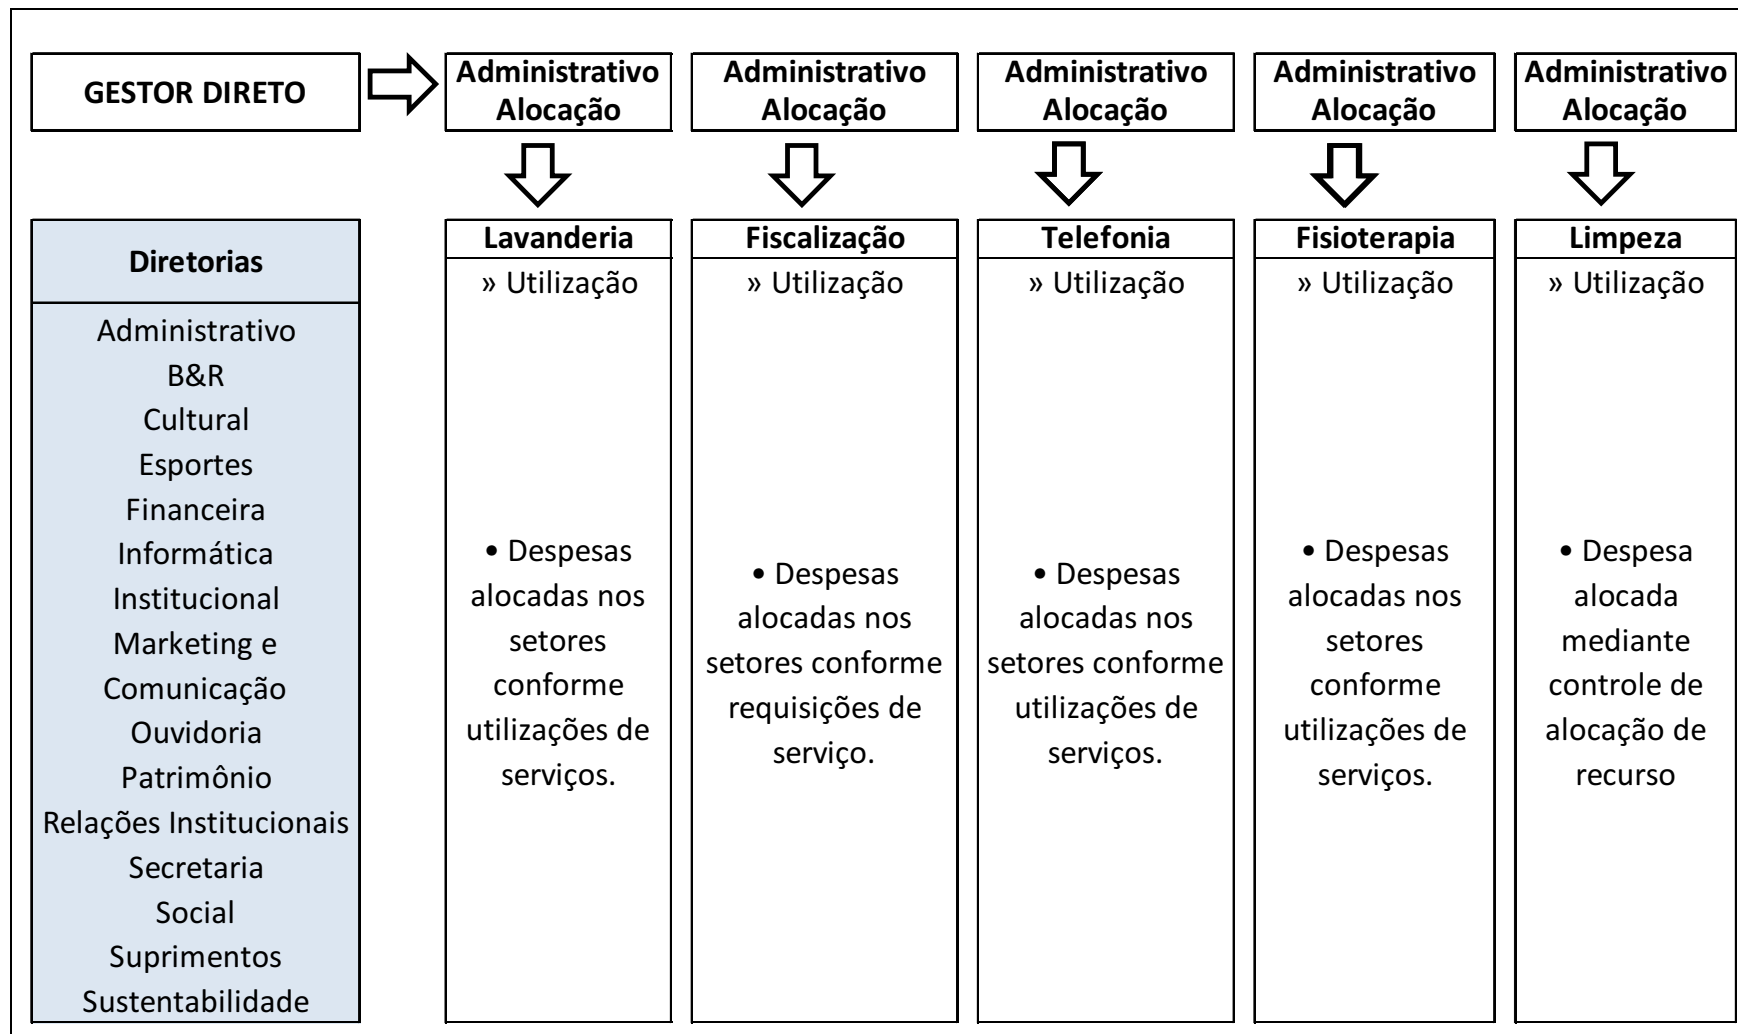 GESTOR DIRETO
Administrativo
Alocação
Administrativo
Alocação
Administrativo
Alocação
Administrativo
Alocação
Administrativo
Alocação
Diretorias
Administrativo
B&R
Cultural
Esportes
Financeira
Informática
Institucional
Marketing e
Comunicação
Ouvidoria
Patrimônio
Relações Institucionais
Secretaria
Social
Suprimentos
Sustentabilidade
Lavanderia
» Utilização
• Despesas
alocadas nos
setores
conforme
utilizações de
serviços.
Fiscalização
» Utilização
• Despesas
alocadas nos
setores conforme
requisições de
serviço.
Telefonia
» Utilização
• Despesas
alocadas nos
setores conforme
utilizações de
serviços.
Fisioterapia
» Utilização
• Despesas
alocadas nos
setores
conforme
utilizações de
serviços.
Limpeza
» Utilização
• Despesa
alocada
mediante
controle de
alocação de
recurso